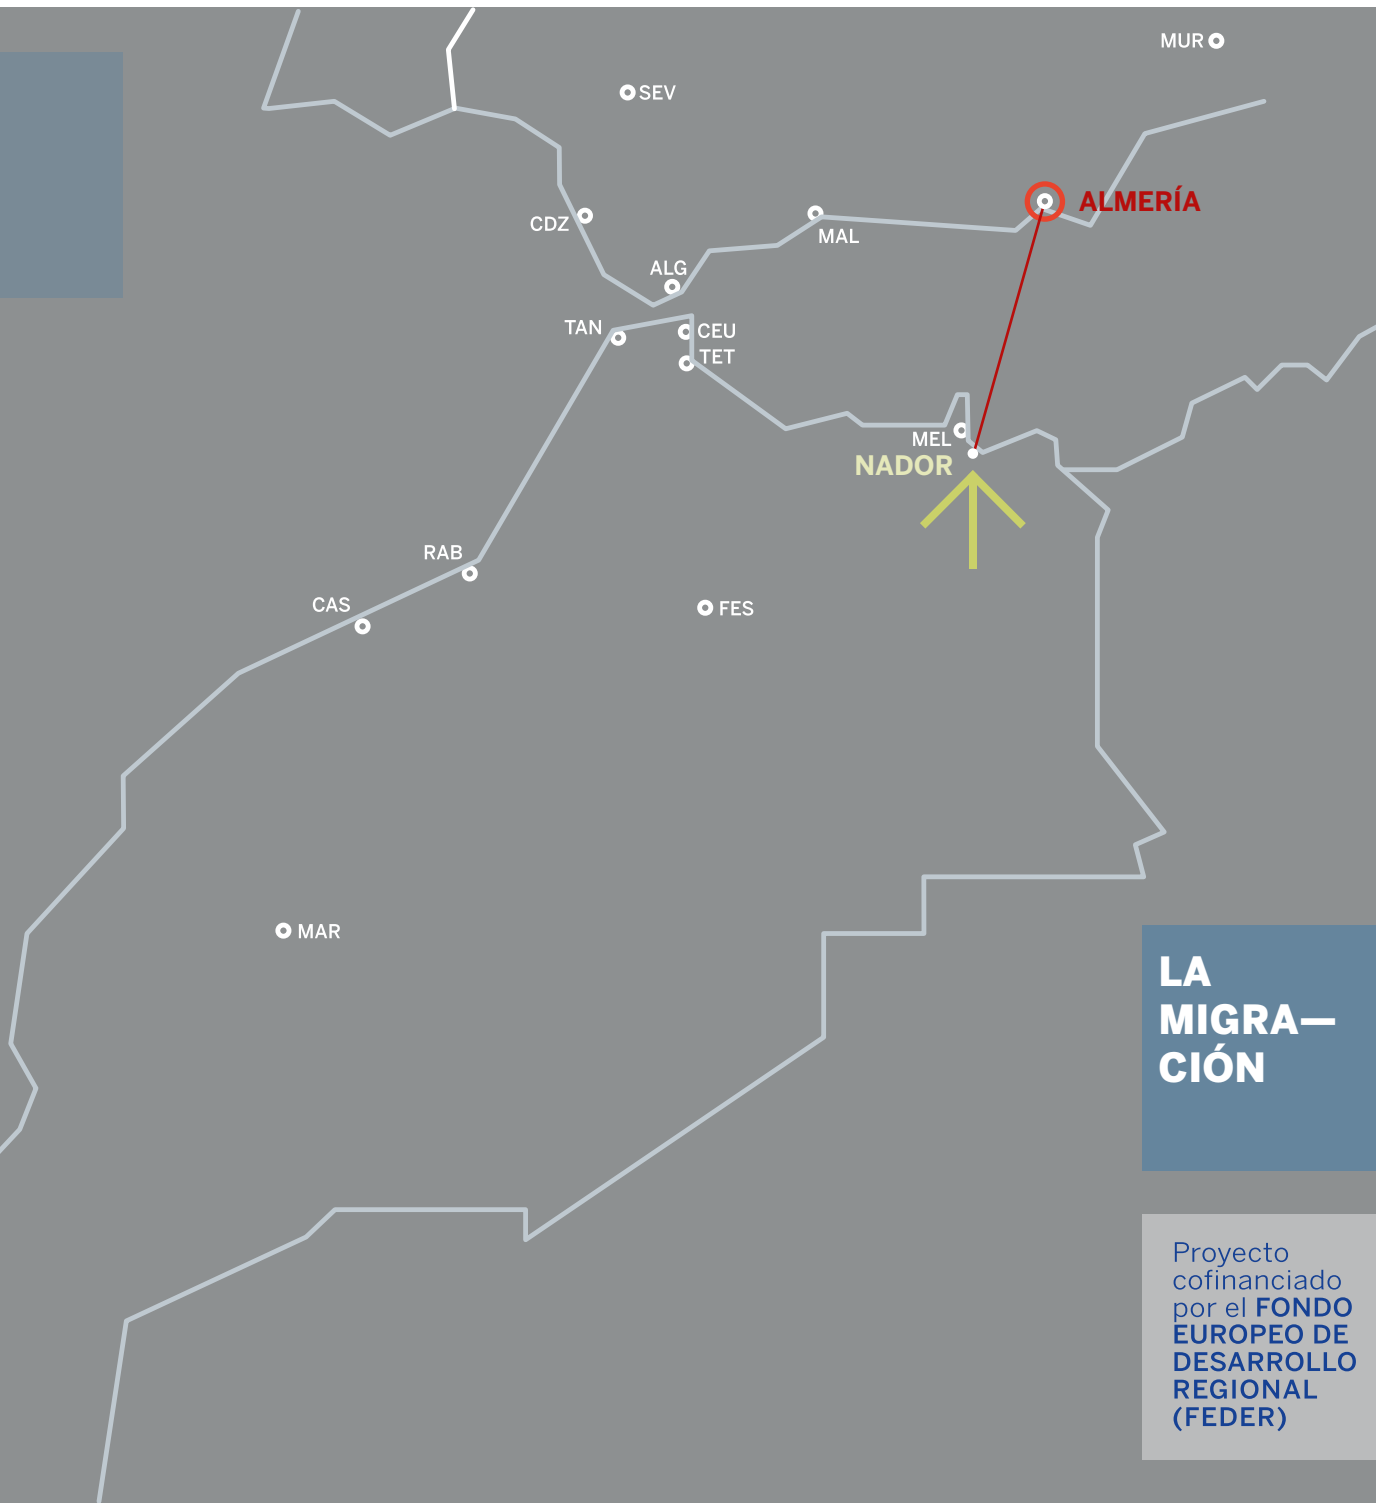 MUR
SEV
ALMERÍA
CDZ
MAL
ALG
TAN
CEU
TET
MEL
NADOR
RAB
CAS
FES
MAR
LA
MIGRA—
CIÓN
Proyecto
cofinanciado
por el FONDO
EUROPEO DE
DESARROLLO
REGIONAL
(FEDER)